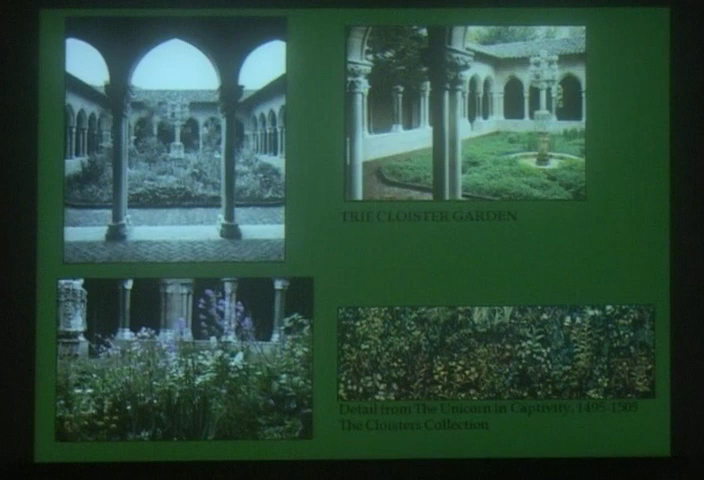 TRIE CLOISTER GARDEN
Detail from The Unicorn in Captivity, 1495-1505
The Cloisters Collection